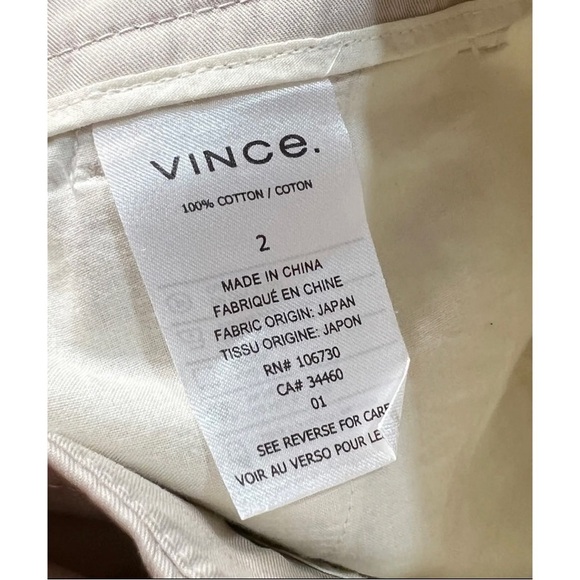 VINCe.
100% COTTON / COTON
2
MADE IN CHINA
FABRIQUÉ EN CHINE
FABRIC ORIGIN: JAPAN
TISSU ORIGINE: JAPON
RN# 106730
CA# 34460
01
SEE REVERSE FOR CARE
VOIR AU VERSO POUR LE